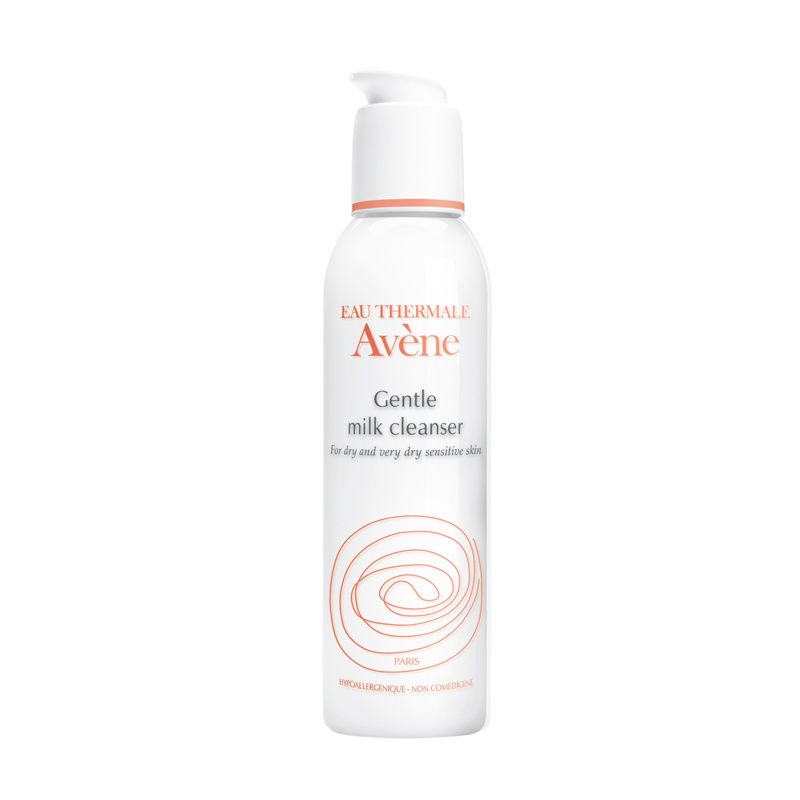 EAU THERMALE
Avène
Gentle
milk cleanser
For dry and very dry sensitive skin
PARIS
HYPOALLERGENIQUE - NON COMEDIGENE